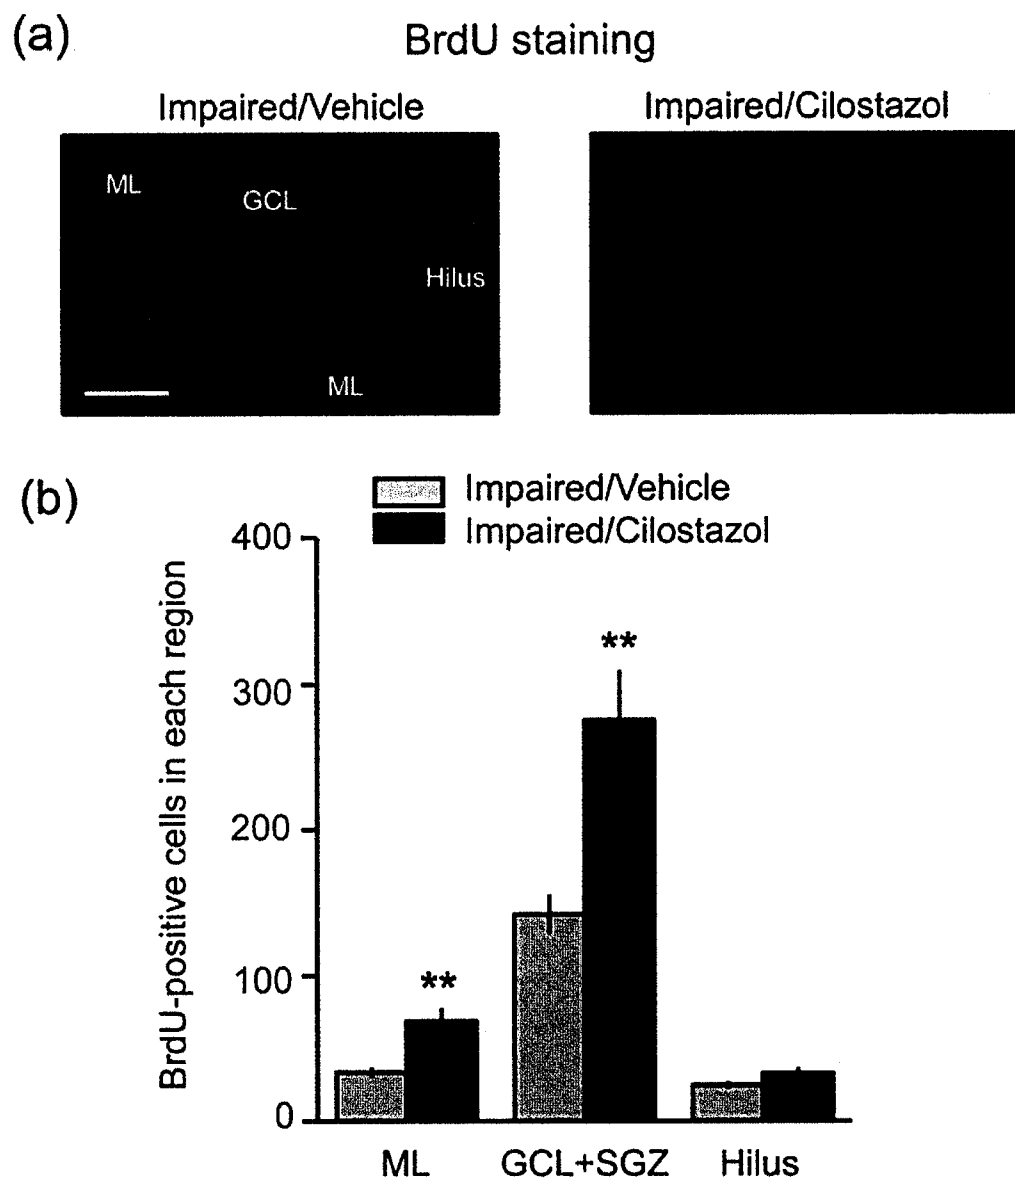 (a)
BrdU staining
Impaired/Vehicle
Impaired/Cilostazol
ML
GCL
Hilus
ML
(b)
Impaired/Vehicle
Impaired/Cilostazol
BrdU-positive cells in each region
400
300
200
100
0
**
**
ML
GCL+SGZ
Hilus